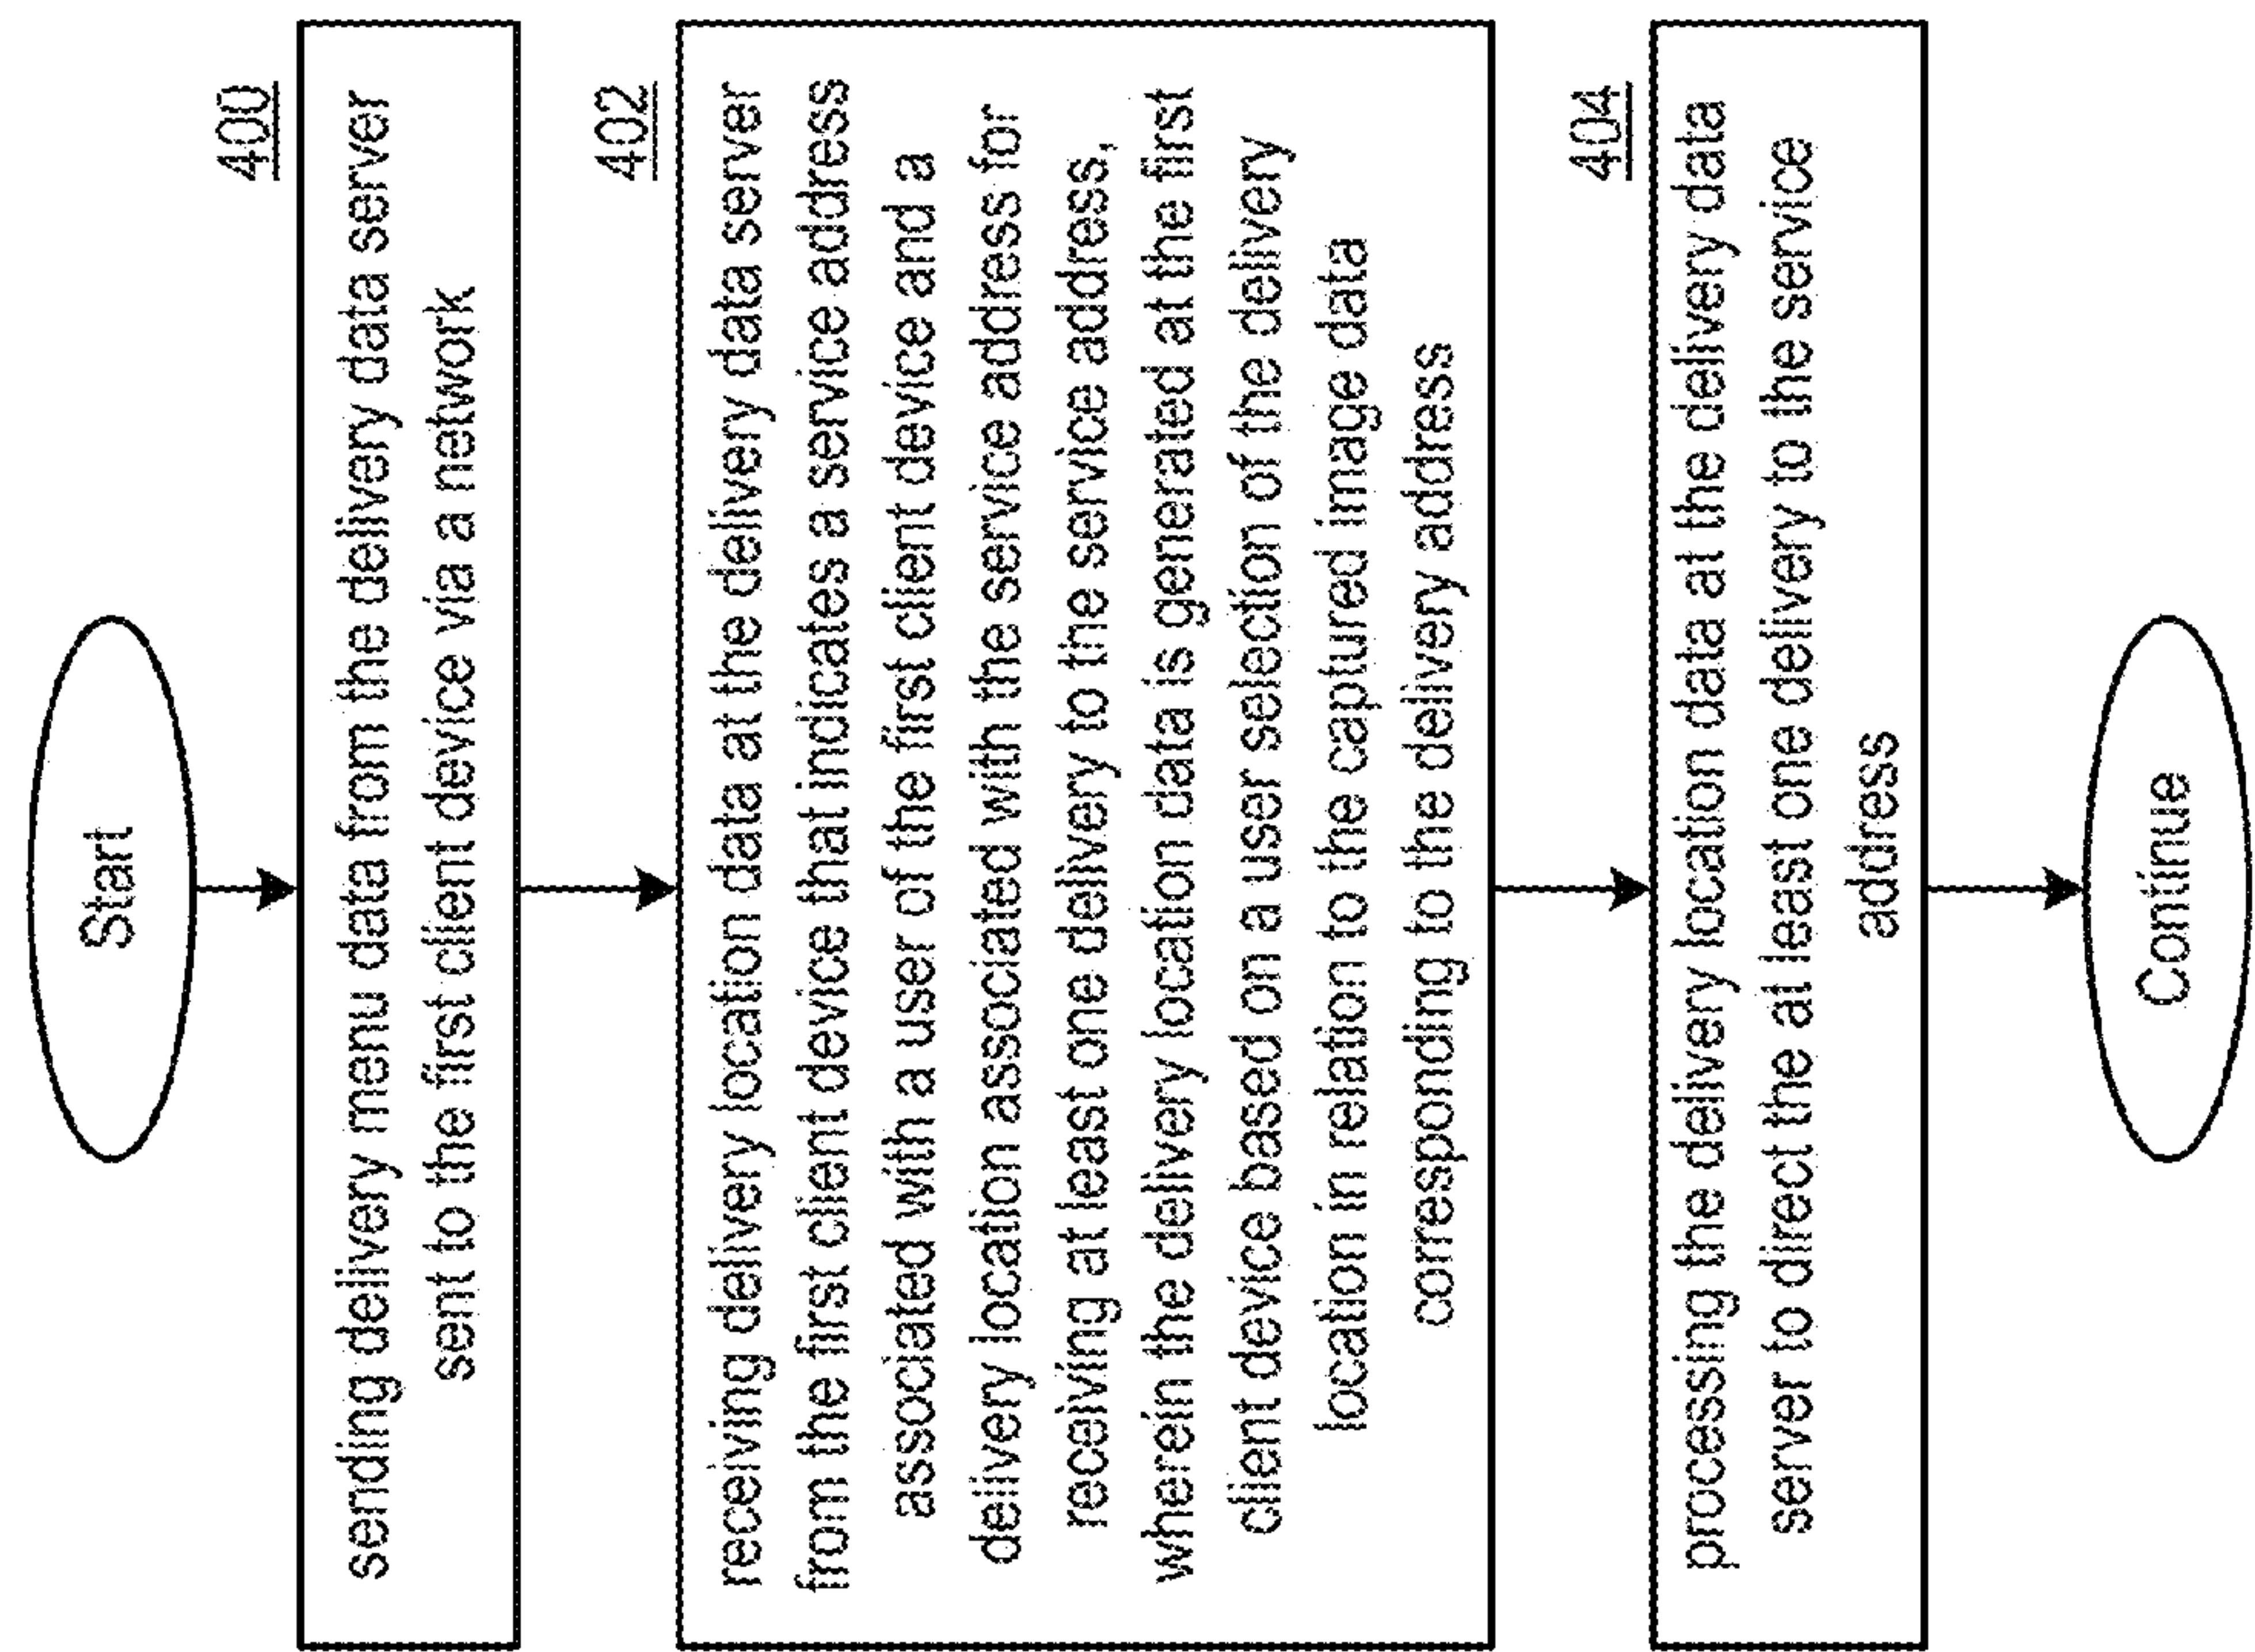 Start
400
sending delivery menu data from the delivery data server
sent to the first client device via a network
402
receiving delivery location data at the delivery data server
from the first client device that indicates a service address
associated with a user of the first client device and a
delivery location associated with the service address for
receiving at least one delivery to the service address,
wherein the delivery location data is generated at the first
client device based on a user selection of the delivery
location in relation to the captured image data
corresponding to the delivery address
404
processing the delivery location data at the delivery data
server to direct the at least one delivery to the service
address
Continue